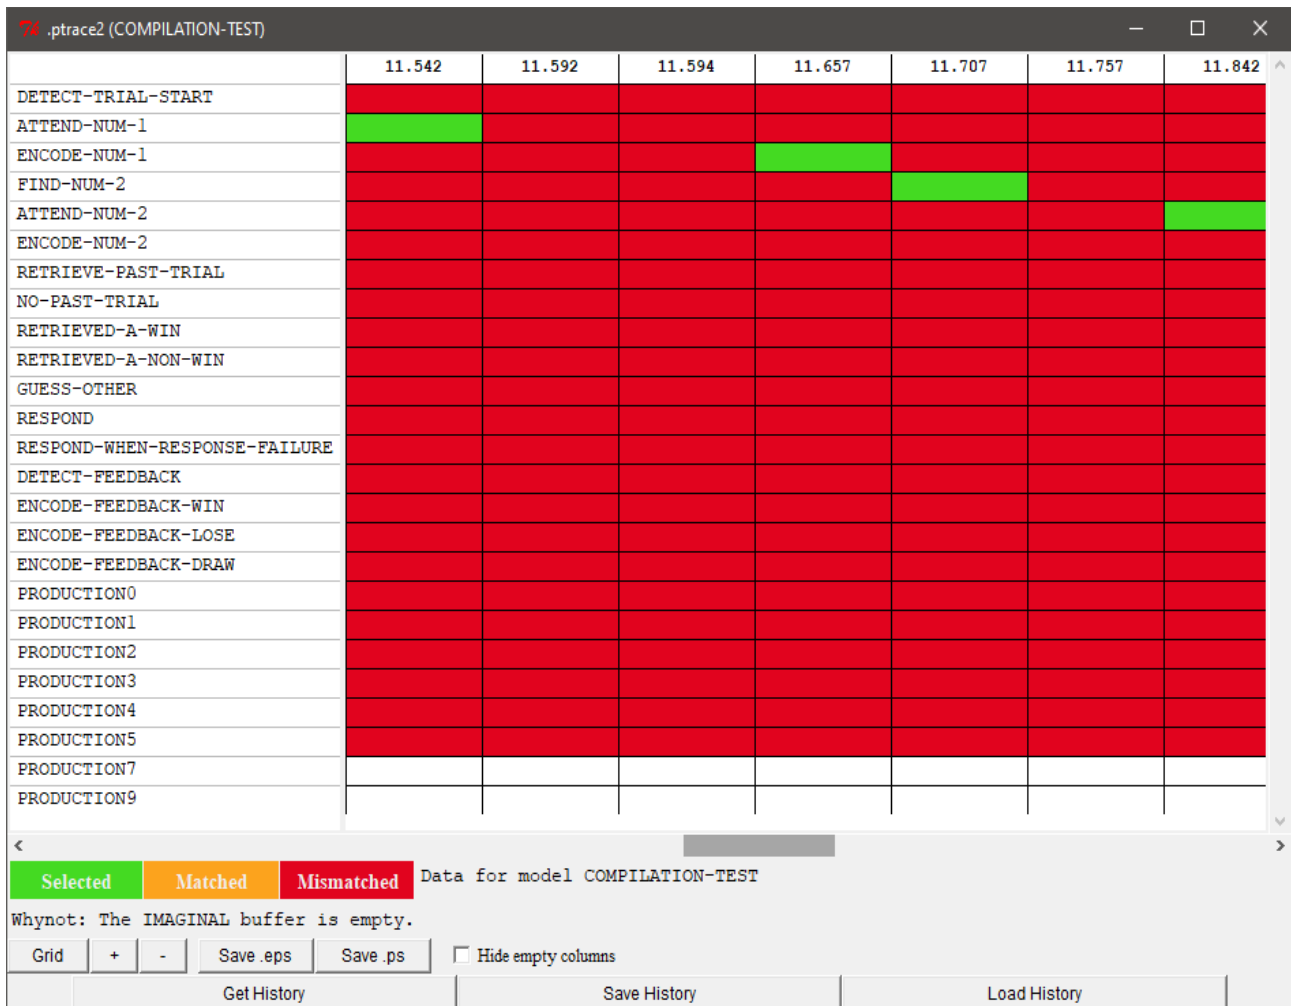 .ptrace2 (COMPILATION-TEST)
11.542 11.592 11.594 11.657 11.707 11.757 11.842
DETECT-TRIAL-START
ATTEND-NUM-1
ENCODE-NUM-1
FIND-NUM-2
ATTEND-NUM-2
ENCODE-NUM-2
RETRIEVE-PAST-TRIAL
NO-PAST-TRIAL
RETRIEVED-A-WIN
RETRIEVED-A-NON-WIN
GUESS-OTHER
RESPOND
RESPOND-WHEN-RESPONSE-FAILURE
DETECT-FEEDBACK
ENCODE-FEEDBACK-WIN
ENCODE-FEEDBACK-LOSE
ENCODE-FEEDBACK-DRAW
PRODUCTION0
PRODUCTION1
PRODUCTION2
PRODUCTION3
PRODUCTION4
PRODUCTION5
PRODUCTION7
PRODUCTION9
Selected Matched Mismatched Data for model COMPILATION-TEST
Whynot: The IMAGINAL buffer is empty.
Grid + - Save .eps Save .ps Hide empty columns
Get History Save History Load History